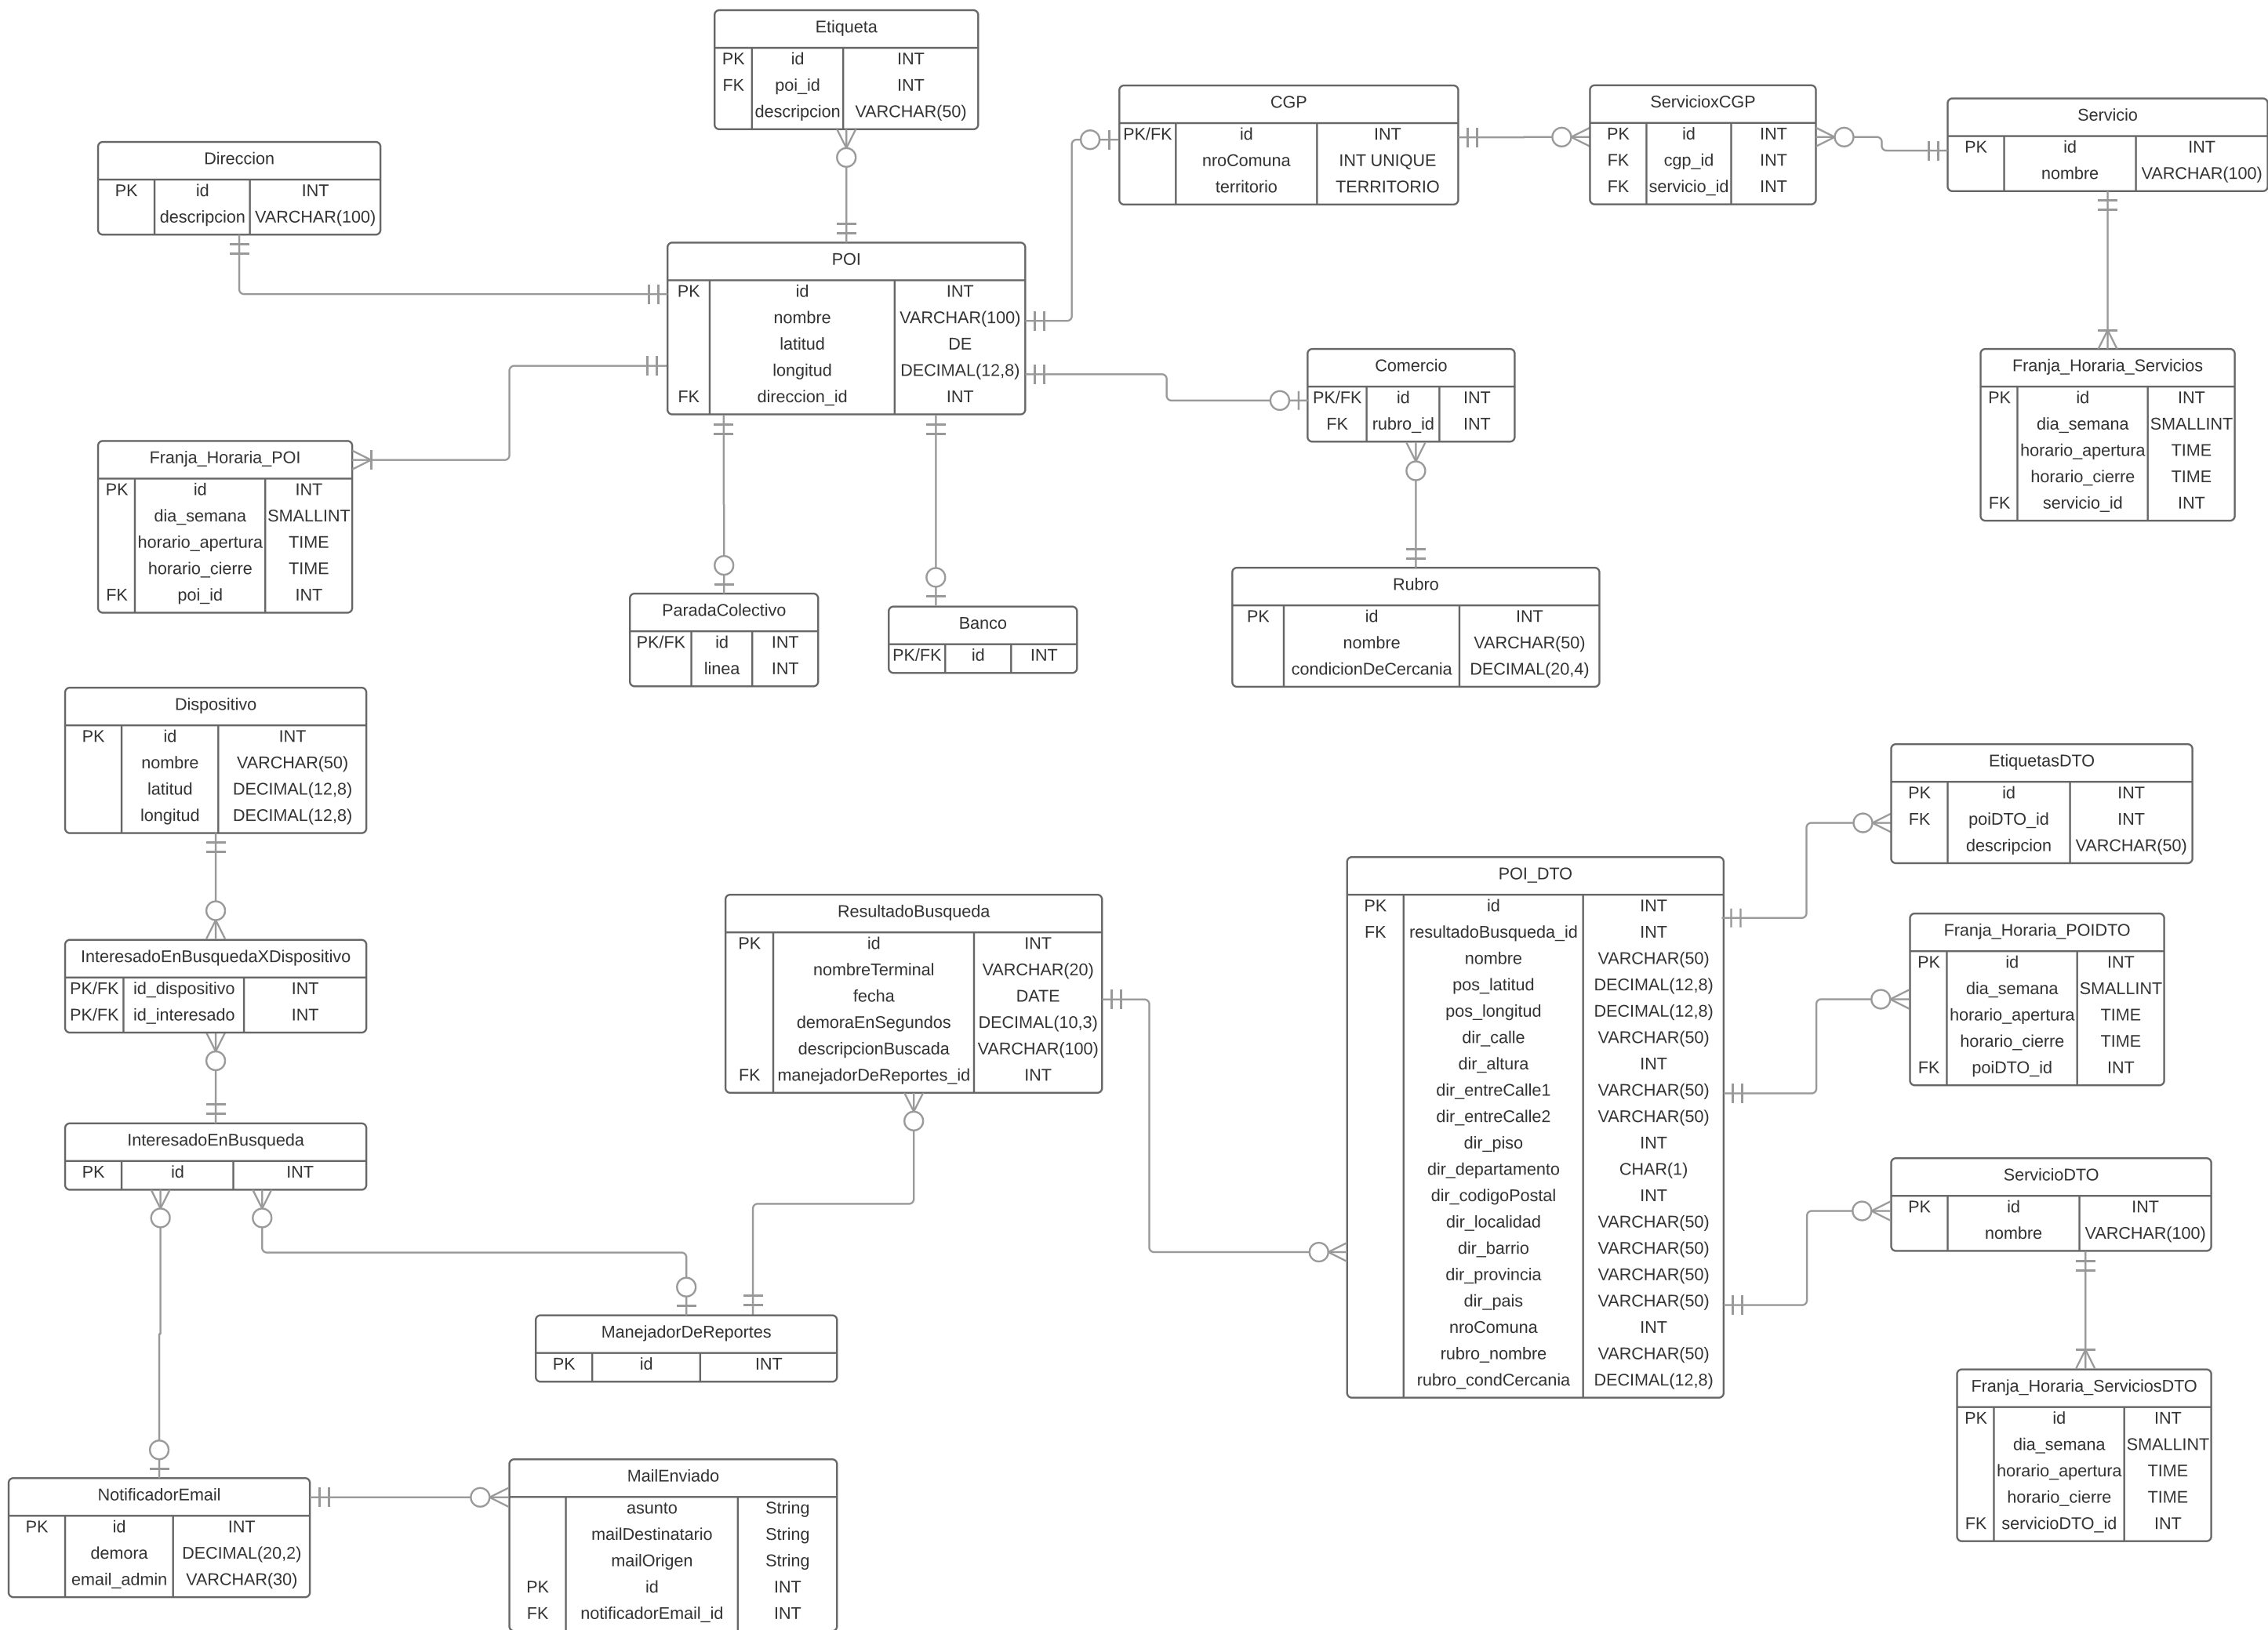 Etiqueta
PK id INT
FK poi_id INT
descripcion VARCHAR(50)
Direccion
PK id INT
descripcion VARCHAR(100)
POI
PK id INT
nombre VARCHAR(100)
latitud DE
longitud DECIMAL(12,8)
FK direccion_id INT
CGP
PK/FK id INT
nroComuna INT UNIQUE
territorio TERRITORIO
ServicioxCGP
PK id INT
FK cgp_id INT
FK servicio_id INT
Servicio
PK id INT
nombre VARCHAR(100)
Franja_Horaria_Servicios
PK id INT
dia_semana SMALLINT
horario_apertura TIME
horario_cierre TIME
FK servicio_id INT
Comercio
PK/FK id INT
FK rubro_id INT
Franja_Horaria_POI
PK id INT
dia_semana SMALLINT
horario_apertura TIME
horario_cierre TIME
FK poi_id INT
ParadaColectivo
PK/FK id INT
linea INT
Banco
PK/FK id INT
Rubro
PK id INT
nombre VARCHAR(50)
condicionDeCercania DECIMAL(20,4)
Dispositivo
PK id INT
nombre VARCHAR(50)
latitud DECIMAL(12,8)
longitud DECIMAL(12,8)
InteresadoEnBusquedaXDispositivo
PK/FK id_dispositivo INT
PK/FK id_interesado INT
InteresadoEnBusqueda
PK id INT
ResultadoBusqueda
PK id INT
nombreTerminal VARCHAR(20)
fecha DATE
demoraEnSegundos DECIMAL(10,3)
descripcionBuscada VARCHAR(100)
FK manejadorDeReportes_id INT
ManejadorDeReportes
PK id INT
NotificadorEmail
PK id INT
demora DECIMAL(20,2)
email_admin VARCHAR(30)
MailEnviado
asunto String
mailDestinatario String
mailOrigen String
PK id INT
FK notificadorEmail_id INT
POI_DTO
PK id INT
FK resultadoBusqueda_id INT
nombre VARCHAR(50)
pos_latitud DECIMAL(12,8)
pos_longitud DECIMAL(12,8)
dir_calle VARCHAR(50)
dir_altura INT
dir_entreCalle1 VARCHAR(50)
dir_entreCalle2 VARCHAR(50)
dir_piso INT
dir_departamento CHAR(1)
dir_codigoPostal INT
dir_localidad VARCHAR(50)
dir_barrio VARCHAR(50)
dir_provincia VARCHAR(50)
dir_pais VARCHAR(50)
nroComuna INT
rubro_nombre VARCHAR(50)
rubro_condCercania DECIMAL(12,8)
EtiquetasDTO
PK id INT
FK poiDTO_id INT
descripcion VARCHAR(50)
Franja_Horaria_POIDTO
PK id INT
dia_semana SMALLINT
horario_apertura TIME
horario_cierre TIME
FK poiDTO_id INT
ServicioDTO
PK id INT
nombre VARCHAR(100)
Franja_Horaria_ServiciosDTO
PK id INT
dia_semana SMALLINT
horario_apertura TIME
horario_cierre TIME
FK servicioDTO_id INT